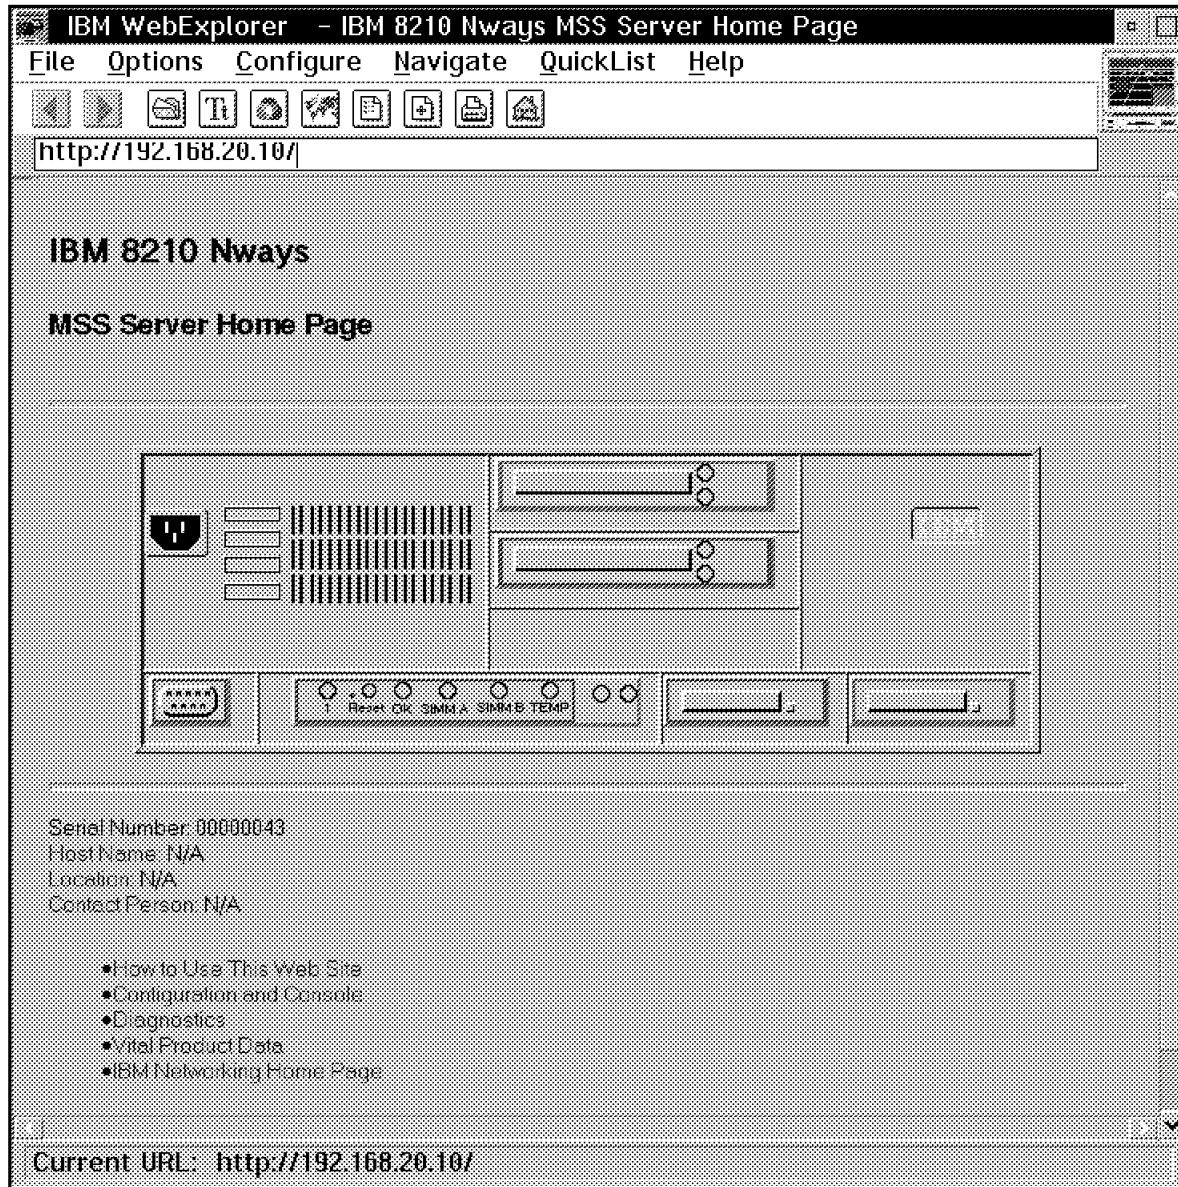 IBM WebExplorer - IBM 8210 Nways MSS Server Home Page
File Options Configure Navigate QuickList Help
http://192.168.20.10/
IBM 8210 Nways
MSS Server Home Page
IBM
1 Reset OK SIMM A SIMM B TEMP
Serial Number: 00000043
Host Name: N/A
Location: N/A
Contact Person: N/A
•How to Use This Web Site
•Configuration and Console
•Diagnostics
•Vital Product Data
•IBM Networking Home Page
Current URL: http://192.168.20.10/